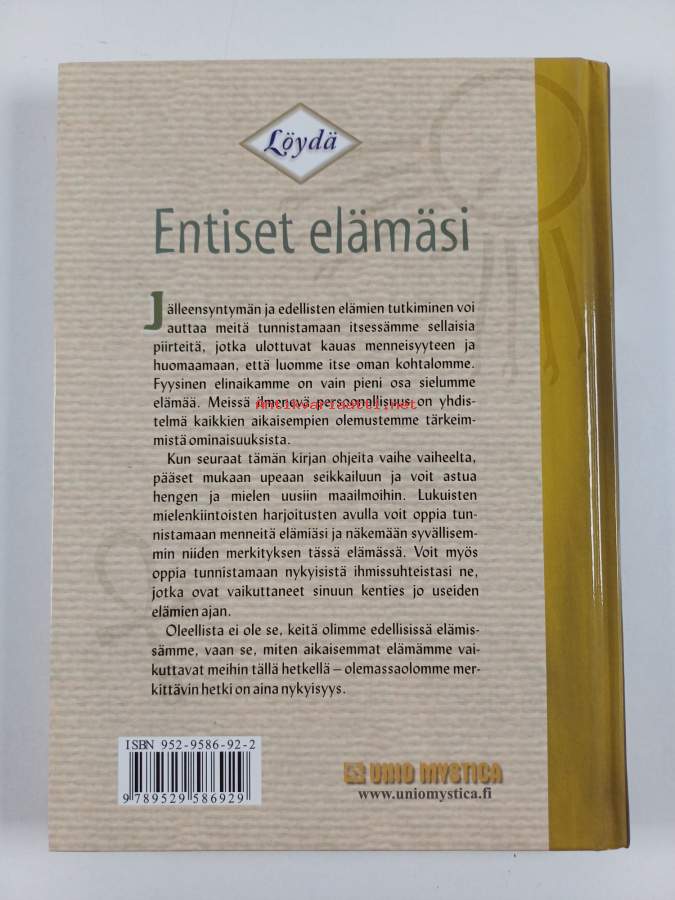 Löydä
Entiset elämäsi
Jälleensyntymän ja edellisten elämien tutkiminen voi
auttaa meitä tunnistamaan itsessämme sellaisia
piirteitä, jotka ulottuvat kauas menneisyyteen ja
huomaamaan, että luomme itse oman kohtalomme.
Fyysinen elinaikamme on vain pieni osa sielumme
elämää. Meissä ilmenevä persoonallisuus on yhdis-
telmä kaikkien aikaisempien olemustemme tärkeim-
mistä ominaisuuksista.
Antikvariaatti.net
Kun seuraat tämän kirjan ohjeita vaihe vaiheelta,
pääset mukaan upeaan seikkailuun ja voit astua
hengen ja mielen uusiin maailmoihin. Lukuisten
mielenkiintoisten harjoitusten avulla voit oppia tun-
nistamaan menneitä elämiäsi ja näkemään syvällisem-
min niiden merkityksen tässä elämässä. Voit myös
oppia tunnistamaan nykyisistä ihmissuhteistasi ne,
jotka ovat vaikuttaneet sinuun kenties jo useiden
elämien ajan.
Oleellista ei ole se, keitä olimme edellisissä elämis-
sämme, vaan se, miten aikaisemmat elämämme vai-
kuttavat meihin tällä hetkellä – olemassaolomme mer-
kittävin hetki on aina nykyisyys.
ISBN 952-9586-92-2
9 789529 586929
UNIO MYSTICA
www.uniomystica.fi